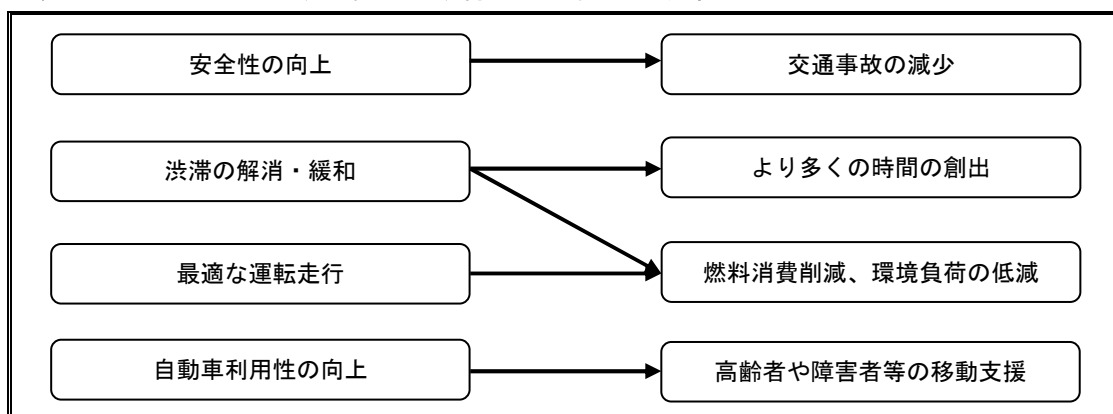 安全性の向上
交通事故の減少
渋滞の解消・緩和
より多くの時間の創出
最適な運転走行
燃料消費削減、環境負荷の低減
自動車利用性の向上
高齢者や障害者等の移動支援